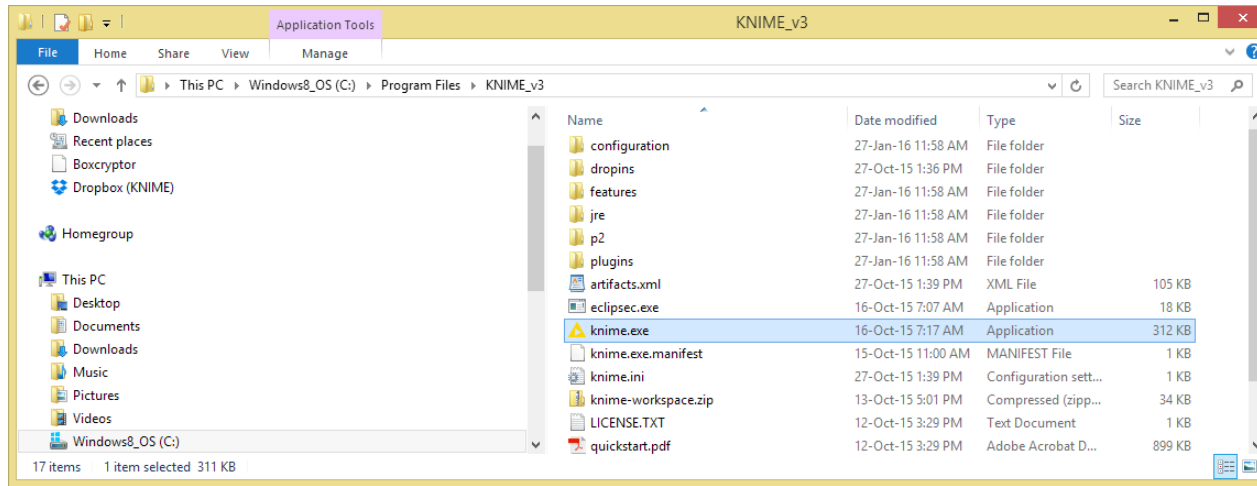 Application Tools
KNIME_v3
File Home Share View Manage
This PC Windows8_OS (C:) Program Files KNIME_v3
Search KNIME_v3
Downloads
Recent places
Boxcryptor
Dropbox (KNIME)
Homegroup
This PC
Desktop
Documents
Downloads
Music
Pictures
Videos
Windows8_OS (C:)
Name Date modified Type Size
configuration 27-Jan-16 11:58 AM File folder
dropins 27-Oct-15 1:36 PM File folder
features 27-Jan-16 11:58 AM File folder
jre 27-Jan-16 11:58 AM File folder
p2 27-Jan-16 11:58 AM File folder
plugins 27-Jan-16 11:58 AM File folder
artifacts.xml 27-Oct-15 1:39 PM XML File 105 KB
eclipsec.exe 16-Oct-15 7:07 AM Application 18 KB
knime.exe 16-Oct-15 7:17 AM Application 312 KB
knime.exe.manifest 15-Oct-15 11:00 AM MANIFEST File 1 KB
knime.ini 27-Oct-15 1:39 PM Configuration sett... 1 KB
knime-workspace.zip 13-Oct-15 5:01 PM Compressed (zipp... 34 KB
LICENSE.TXT 12-Oct-15 3:29 PM Text Document 1 KB
quickstart.pdf 12-Oct-15 3:29 PM Adobe Acrobat D... 899 KB
17 items 1 item selected 311 KB